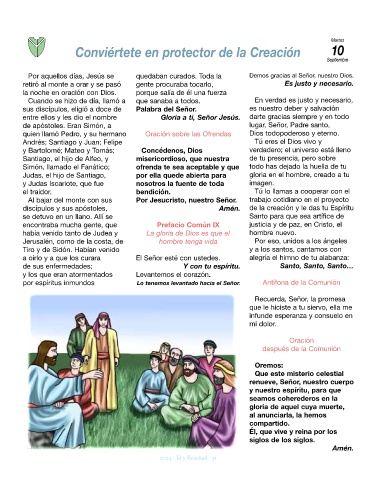 Conviértete en protector de la Creación
Martes
10
Septiembre
Por aquellos días, Jesús se
retiró al monte a orar y se pasó
la noche en oración con Dios.
Cuando se hizo de día, llamó a
sus discípulos, eligió a doce de
entre ellos y les dio el nombre
de apóstoles. Eran Simón, a
quien llamó Pedro, y su hermano
Andrés; Santiago y Juan; Felipe
y Bartolomé; Mateo y Tomás;
Santiago, el hijo de Alfeo, y
Simón, llamado el Fanático;
Judas, el hijo de Santiago,
y Judas Iscariote, que fue
el traidor.
Al bajar del monte con sus
discípulos y sus apóstoles,
se detuvo en un llano. Allí se
encontraba mucha gente, que
había venido tanto de Judea y
Jerusalén, como de la costa, de
Tiro y de Sidón. Habían venido
a oírlo y a que los curara
de sus enfermedades;
y los que eran atormentados
por espíritus inmundos
quedaban curados. Toda la
gente procuraba tocarlo,
porque salía de él una fuerza
que sanaba a todos.
Palabra del Señor.
Gloria a ti, Señor Jesús.
Oración sobre las Ofrendas
Concédenos, Dios
misericordioso, que nuestra
ofrenda te sea aceptable y que
por ella quede abierta para
nosotros la fuente de toda
bendición.
Por Jesucristo, nuestro Señor.
Amén.
Prefacio Común IX
La gloria de Dios es que el
hombre tenga vida
El Señor esté con ustedes.
Y con tu espíritu.
Levantemos el corazón.
Lo tenemos levantado hacia el Señor.
Demos gracias al Señor, nuestro Dios.
Es justo y necesario.
En verdad es justo y necesario,
es nuestro deber y salvación
darte gracias siempre y en todo
lugar, Señor, Padre santo,
Dios todopoderoso y eterno.
Tú eres el Dios vivo y
verdadero; el universo está lleno
de tu presencia, pero sobre
todo has dejado la huella de tu
gloria en el hombre, creado a tu
imagen.
Tú lo llamas a cooperar con el
trabajo cotidiano en el proyecto
de la creación y le das tu Espíritu
Santo para que sea artífice de
justicia y de paz, en Cristo, el
hombre nuevo.
Por eso, unidos a los ángeles
y a los santos, cantamos con
alegría el himno de tu alabanza:
Santo, Santo, Santo...
Antífona de la Comunion
Recuerda, Señor, la promesa
que le hiciste a tu siervo, ella me
infunde esperanza y consuelo en
mi dolor.
Oración
después de la Comunión
Oremos:
Que este misterio celestial
renueve, Señor, nuestro cuerpo
y nuestro espíritu, para que
seamos coherederos en la
gloria de aquel cuya muerte,
al anunciarla, la hemos
compartido.
Él, que vive y reina por los
siglos de los siglos.
Amén.